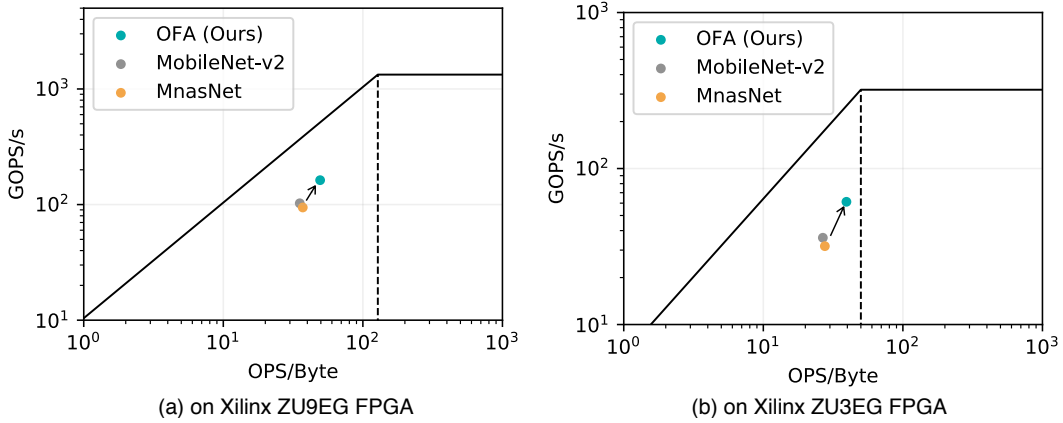 OFA (Ours)
MobileNet-v2
MnasNet
10³
10²
10¹
GOPS/s
10⁰ 10¹ 10² 10³
OPS/Byte
(a) on Xilinx ZU9EG FPGA
OFA (Ours)
MobileNet-v2
MnasNet
10³
10²
10¹
GOPS/s
10⁰ 10¹ 10² 10³
OPS/Byte
(b) on Xilinx ZU3EG FPGA